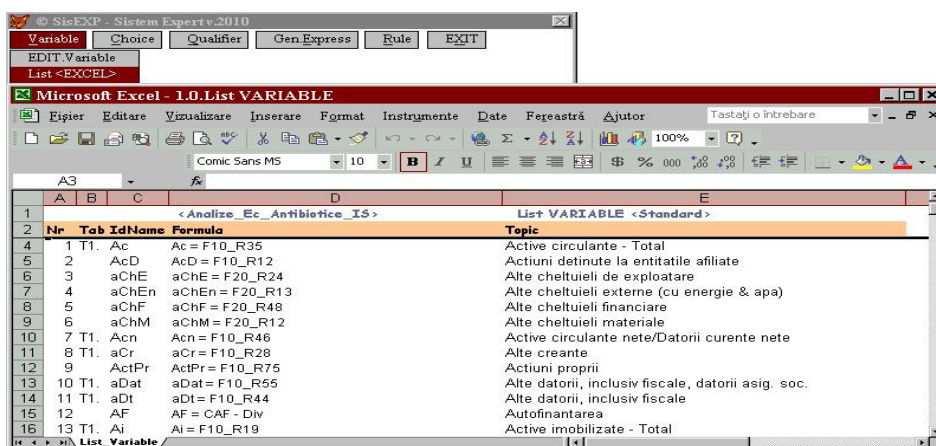 © SisEXP - Sistem Expert v.2010
Variable Choice Qualifier Gen.Express Rule EXIT
EDIT.Variable
List <EXCEL>
Microsoft Excel - 1.0.List VARIABLE
Fișier Editare Vizualizare Inserare Format Instrumente Date Fereastră Ajutor Tastați o întrebare
100%
Comic Sans MS 10 B I U $ % 000
A3 fx
A B C D E
1 <Analize_Ec_Antibiotice_IS> List VARIABLE <Standard>
2 Nr Tab IdName Formula Topic
4 1 T1. Ac Ac = F10_R35 Active circulante - Total
5 2 AcD AcD = F10_R12 Actiuni detinute la entitatile afiliate
6 3 aChE aChE = F20_R24 Alte cheltuieli de exploatare
7 4 aChEn aChEn = F20_R13 Alte cheltuieli externe (cu energie & apa)
8 5 aChF aChF = F20_R48 Alte cheltuieli financiare
9 6 aChM aChM = F20_R12 Alte cheltuieli materiale
10 7 T1. Acn Acn = F10_R46 Active circulante nete/Datorii curente nete
11 8 T1. aCr aCr = F10_R28 Alte creante
12 9 ActPr ActPr = F10_R75 Actiuni proprii
13 10 T1. aDat aDat = F10_R55 Alte datorii, inclusiv fiscale, datorii asig. soc.
14 11 T1. aDt aDt = F10_R44 Alte datorii, inclusiv fiscale
15 12 AF AF = CAF - Div Autofinantarea
16 13 T1. Ai Ai = F10_R19 Active imobilizate - Total
List_Variable